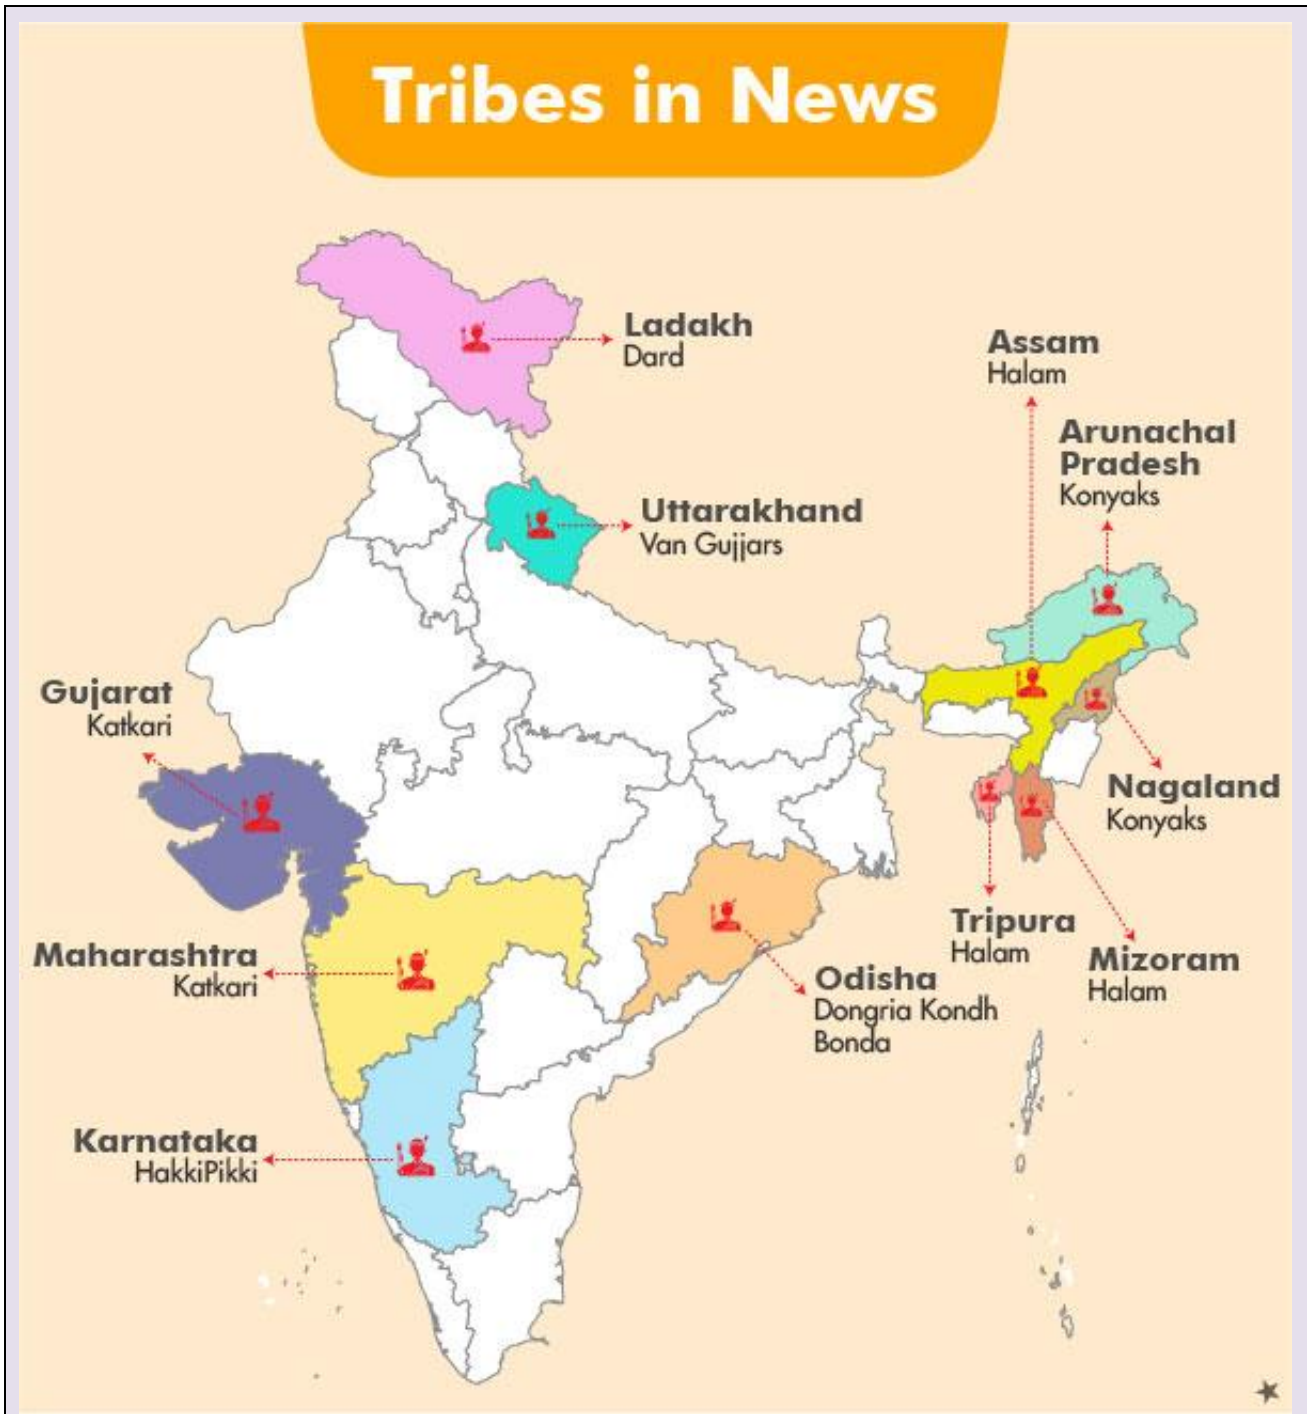 Tribes in News
Ladakh
Dard
Assam
Halam
Arunachal
Pradesh
Konyaks
Uttarakhand
Van Gujjars
Gujarat
Katkari
Nagaland
Konyaks
Tripura
Halam
Mizoram
Halam
Maharashtra
Katkari
Odisha
Dongria Kondh
Bonda
Karnataka
HakkiPikki